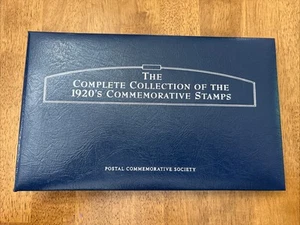 THE
COMPLETE COLLECTION OF THE
1920'S COMMEMORATIVE STAMPS
POSTAL COMMEMORATIVE SOCIETY